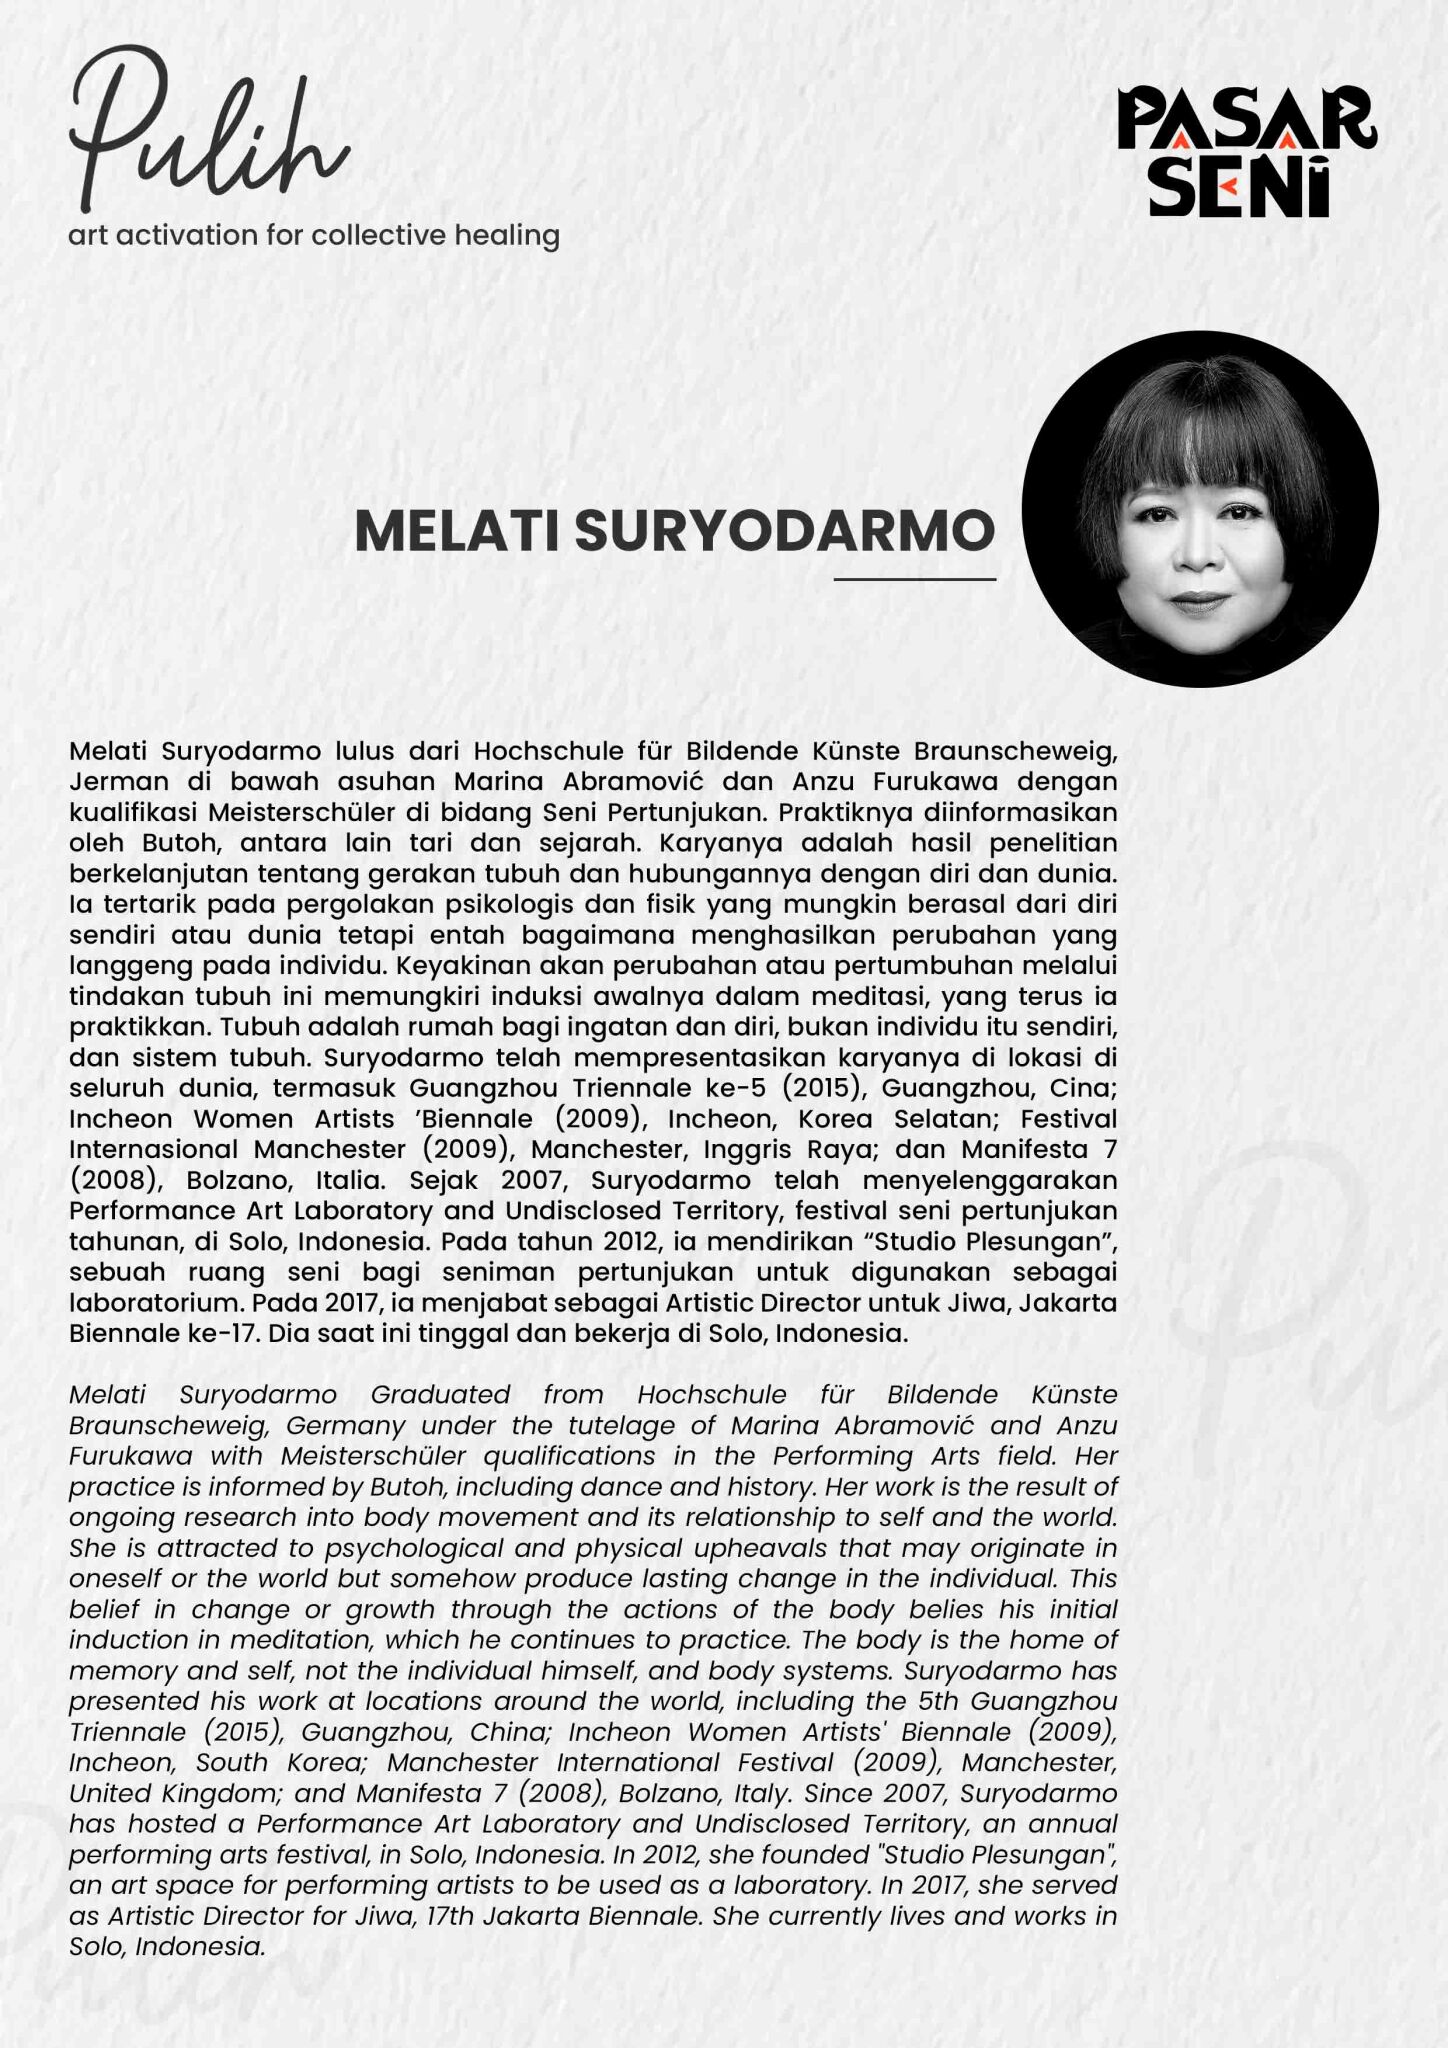 Pulih
art activation for collective healing
PASAR
SENI
MELATI SURYODARMO
Melati Suryodarmo lulus dari Hochschule für Bildende Künste Braunscheweig,
Jerman di bawah asuhan Marina Abramović dan Anzu Furukawa dengan
kualifikasi Meisterschüler di bidang Seni Pertunjukan. Praktiknya diinformasikan
oleh Butoh, antara lain tari dan sejarah. Karyanya adalah hasil penelitian
berkelanjutan tentang gerakan tubuh dan hubungannya dengan diri dan dunia.
Ia tertarik pada pergolakan psikologis dan fisik yang mungkin berasal dari diri
sendiri atau dunia tetapi entah bagaimana menghasilkan perubahan yang
langgeng pada individu. Keyakinan akan perubahan atau pertumbuhan melalui
tindakan tubuh ini memungkiri induksi awalnya dalam meditasi, yang terus ia
praktikkan. Tubuh adalah rumah bagi ingatan dan diri, bukan individu itu sendiri,
dan sistem tubuh. Suryodarmo telah mempresentasikan karyanya di lokasi di
seluruh dunia, termasuk Guangzhou Triennale ke-5 (2015), Guangzhou, Cina;
Incheon Women Artists ’Biennale (2009), Incheon, Korea Selatan; Festival
Internasional Manchester (2009), Manchester, Inggris Raya; dan Manifesta 7
(2008), Bolzano, Italia. Sejak 2007, Suryodarmo telah menyelenggarakan
Performance Art Laboratory and Undisclosed Territory, festival seni pertunjukan
tahunan, di Solo, Indonesia. Pada tahun 2012, ia mendirikan “Studio Plesungan”,
sebuah ruang seni bagi seniman pertunjukan untuk digunakan sebagai
laboratorium. Pada 2017, ia menjabat sebagai Artistic Director untuk Jiwa, Jakarta
Biennale ke-17. Dia saat ini tinggal dan bekerja di Solo, Indonesia.
Melati Suryodarmo Graduated from Hochschule für Bildende Künste
Braunscheweig, Germany under the tutelage of Marina Abramović and Anzu
Furukawa with Meisterschüler qualifications in the Performing Arts field. Her
practice is informed by Butoh, including dance and history. Her work is the result of
ongoing research into body movement and its relationship to self and the world.
She is attracted to psychological and physical upheavals that may originate in
oneself or the world but somehow produce lasting change in the individual. This
belief in change or growth through the actions of the body belies his initial
induction in meditation, which he continues to practice. The body is the home of
memory and self, not the individual himself, and body systems. Suryodarmo has
presented his work at locations around the world, including the 5th Guangzhou
Triennale (2015), Guangzhou, China; Incheon Women Artists' Biennale (2009),
Incheon, South Korea; Manchester International Festival (2009), Manchester,
United Kingdom; and Manifesta 7 (2008), Bolzano, Italy. Since 2007, Suryodarmo
has hosted a Performance Art Laboratory and Undisclosed Territory, an annual
performing arts festival, in Solo, Indonesia. In 2012, she founded "Studio Plesungan",
an art space for performing artists to be used as a laboratory. In 2017, she served
as Artistic Director for Jiwa, 17th Jakarta Biennale. She currently lives and works in
Solo, Indonesia.
Pu
Pulih